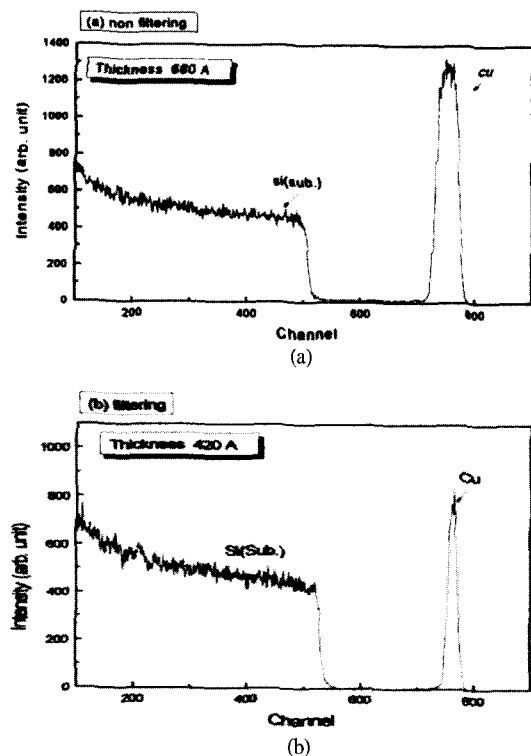 (a) non filtering
1400
Thickness 660 A
1200
cu
1000
800
si(sub.)
600
400
200
0
Intensity (arb. unit)
200 400 600 800
Channel
(a)
(b) filtering
1000
Thickness 420 A
Cu
800
600
Si(Sub.)
400
200
0
Intensity (arb. unit)
200 400 600 800
Channel
(b)